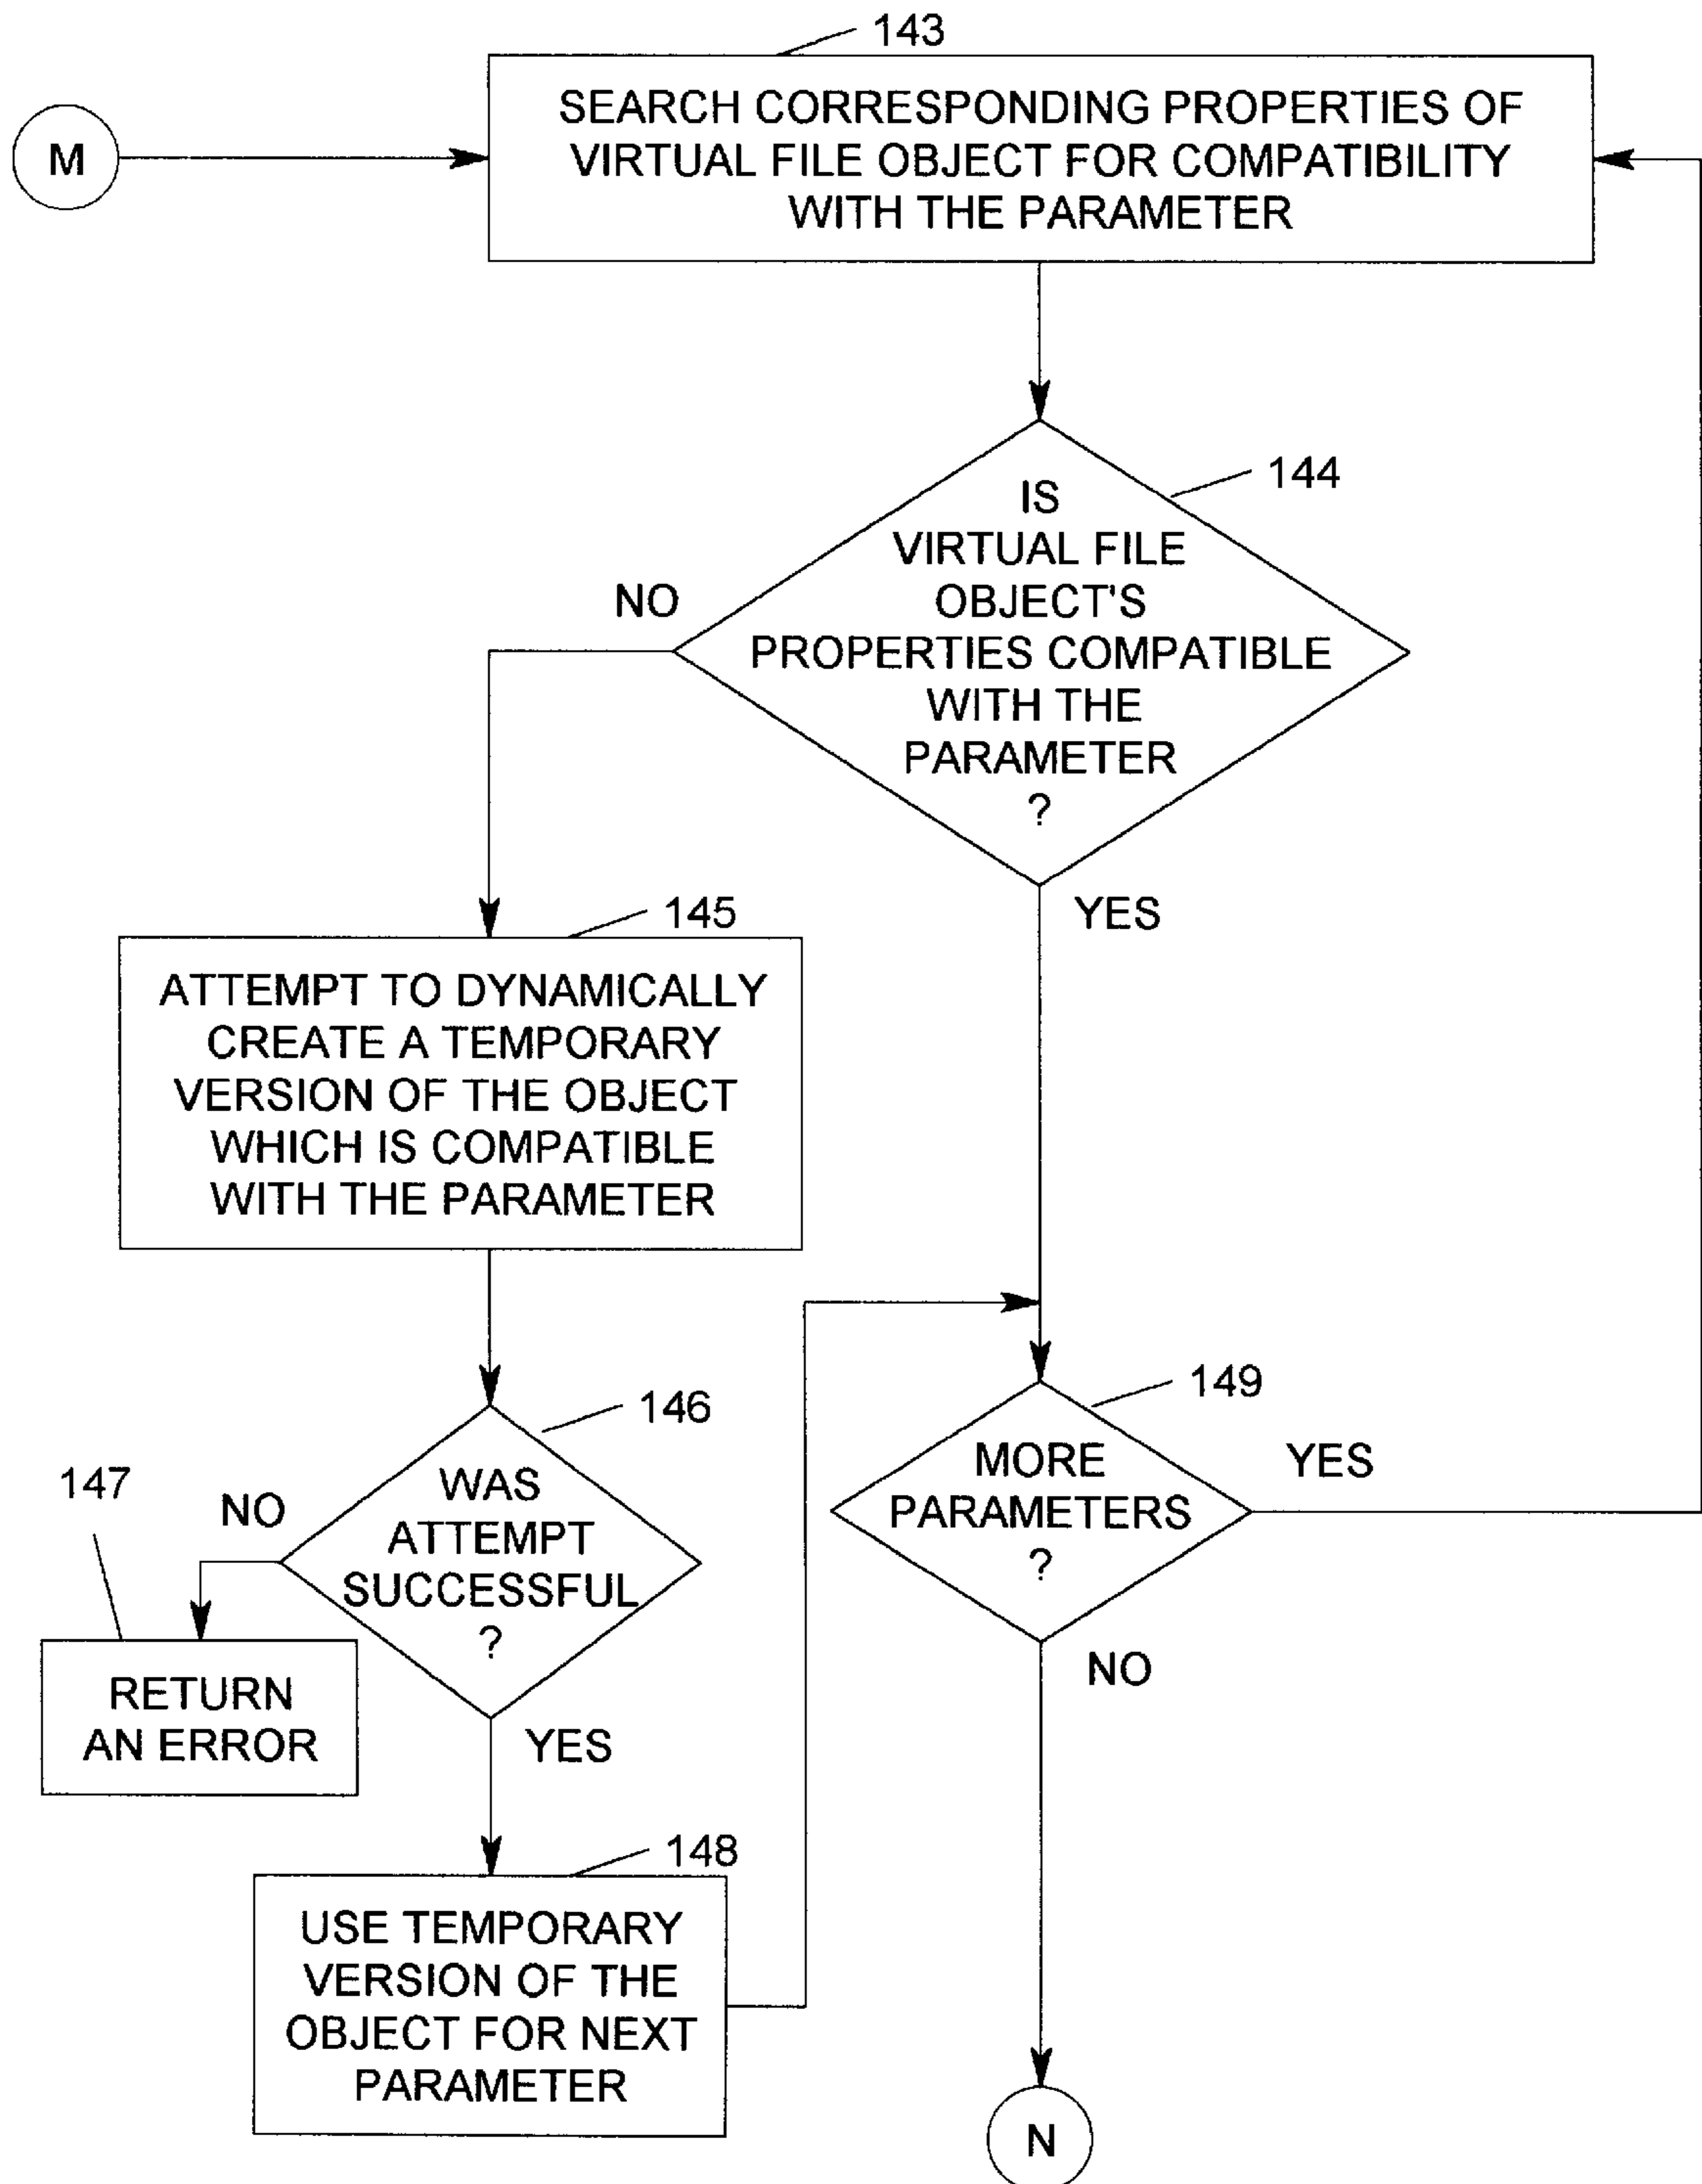 143
M
SEARCH CORRESPONDING PROPERTIES OF
VIRTUAL FILE OBJECT FOR COMPATIBILITY
WITH THE PARAMETER
144
IS
VIRTUAL FILE
OBJECT'S
PROPERTIES COMPATIBLE
WITH THE
PARAMETER
?
NO
YES
145
ATTEMPT TO DYNAMICALLY
CREATE A TEMPORARY
VERSION OF THE OBJECT
WHICH IS COMPATIBLE
WITH THE PARAMETER
146
WAS
ATTEMPT
SUCCESSFUL
?
NO
147
RETURN
AN ERROR
YES
148
USE TEMPORARY
VERSION OF THE
OBJECT FOR NEXT
PARAMETER
149
MORE
PARAMETERS
?
YES
NO
N